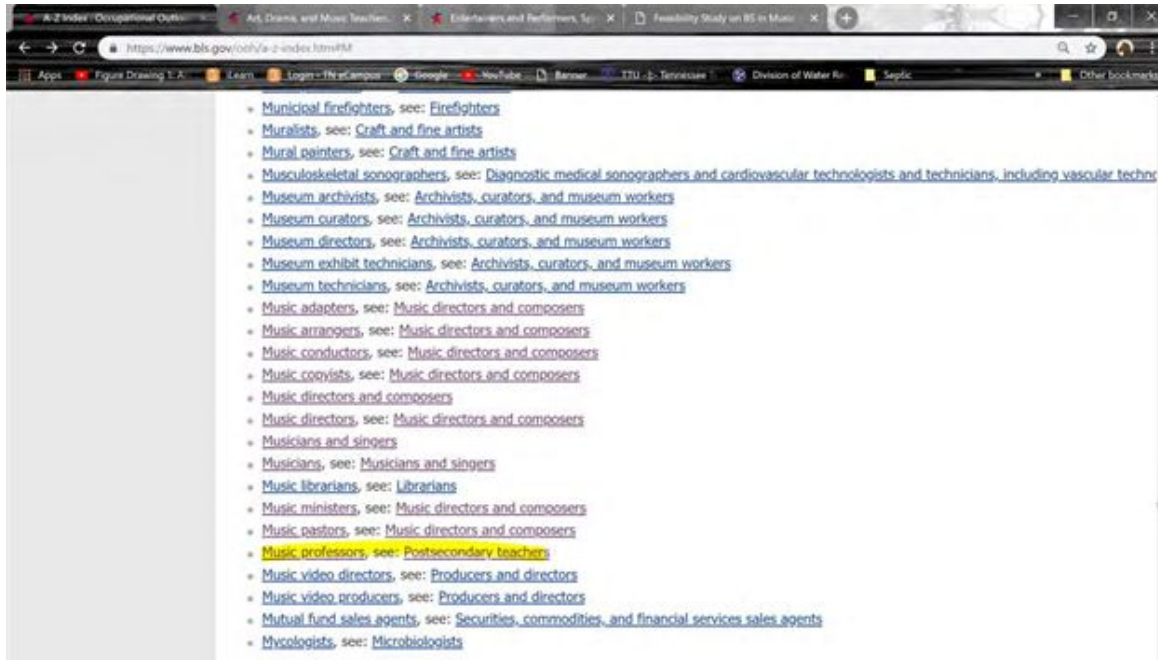 A-Z Index : Occupational Outlo
Art, Drama, and Music Teachers,
Entertainers and Performers, Sp
Feasibility Study on BS in Music
https://www.bls.gov/ooh/a-z-index.htm#M
Apps Figure Drawing 1: A Learn Login - TN eCampus Google YouTube Banner TTU Tennessee Division of Water Re Septic Other bookmarks
Municipal firefighters, see: Firefighters
Muralists, see: Craft and fine artists
Mural painters, see: Craft and fine artists
Musculoskeletal sonographers, see: Diagnostic medical sonographers and cardiovascular technologists and technicians, including vascular techno
Museum archivists, see: Archivists, curators, and museum workers
Museum curators, see: Archivists, curators, and museum workers
Museum directors, see: Archivists, curators, and museum workers
Museum exhibit technicians, see: Archivists, curators, and museum workers
Museum technicians, see: Archivists, curators, and museum workers
Music adapters, see: Music directors and composers
Music arrangers, see: Music directors and composers
Music conductors, see: Music directors and composers
Music copyists, see: Music directors and composers
Music directors and composers
Music directors, see: Music directors and composers
Musicians and singers
Musicians, see: Musicians and singers
Music librarians, see: Librarians
Music ministers, see: Music directors and composers
Music pastors, see: Music directors and composers
Music professors, see: Postsecondary teachers
Music video directors, see: Producers and directors
Music video producers, see: Producers and directors
Mutual fund sales agents, see: Securities, commodities, and financial services sales agents
Mycologists, see: Microbiologists